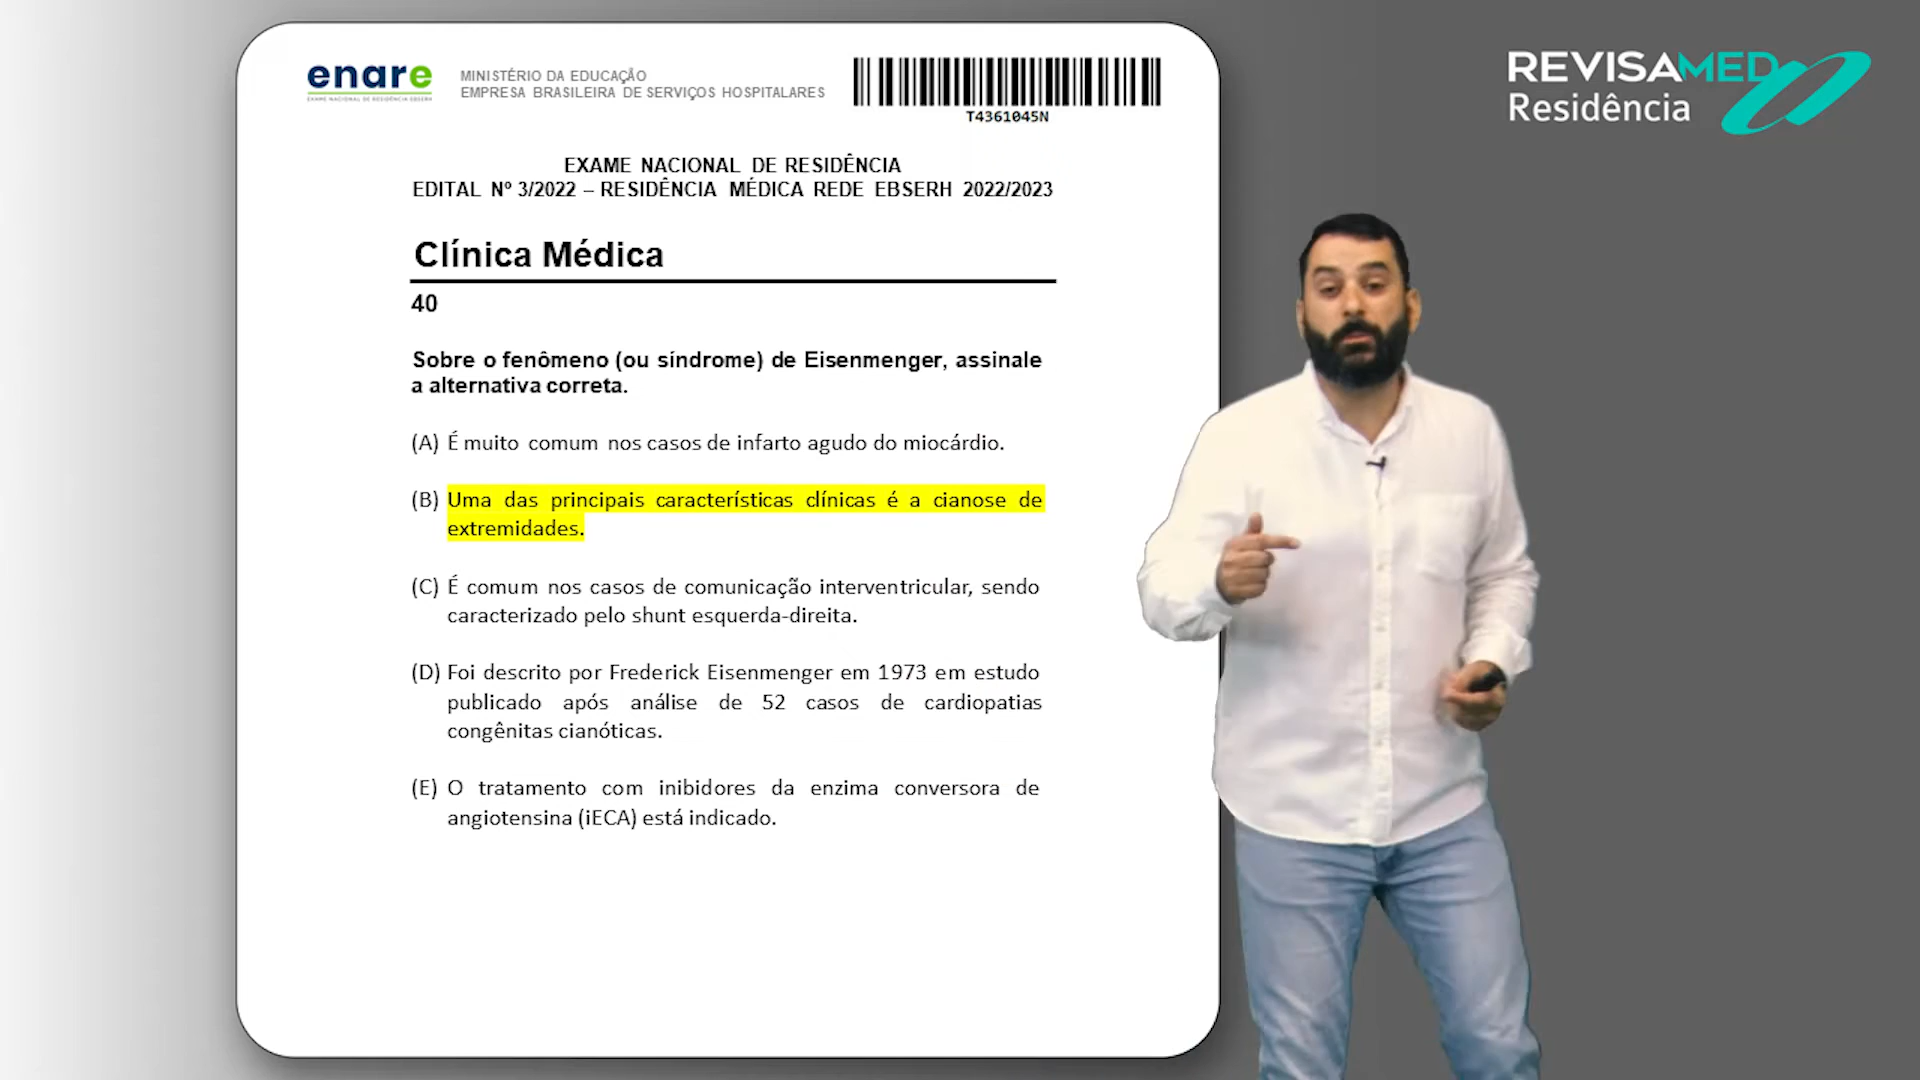 enare
EXAME NACIONAL DE RESIDÊNCIA EBSERH
MINISTÉRIO DA EDUCAÇÃO
EMPRESA BRASILEIRA DE SERVIÇOS HOSPITALARES
T4361045N
REVISAMED
Residência
EXAME NACIONAL DE RESIDÊNCIA
EDITAL Nº 3/2022 – RESIDÊNCIA MÉDICA REDE EBSERH 2022/2023
Clínica Médica
40
Sobre o fenômeno (ou síndrome) de Eisenmenger, assinale
a alternativa correta.
(A) É muito comum nos casos de infarto agudo do miocárdio.
(B) Uma das principais características clínicas é a cianose de
extremidades.
(C) É comum nos casos de comunicação interventricular, sendo
caracterizado pelo shunt esquerda-direita.
(D) Foi descrito por Frederick Eisenmenger em 1973 em estudo
publicado após análise de 52 casos de cardiopatias
congênitas cianóticas.
(E) O tratamento com inibidores da enzima conversora de
angiotensina (iECA) está indicado.